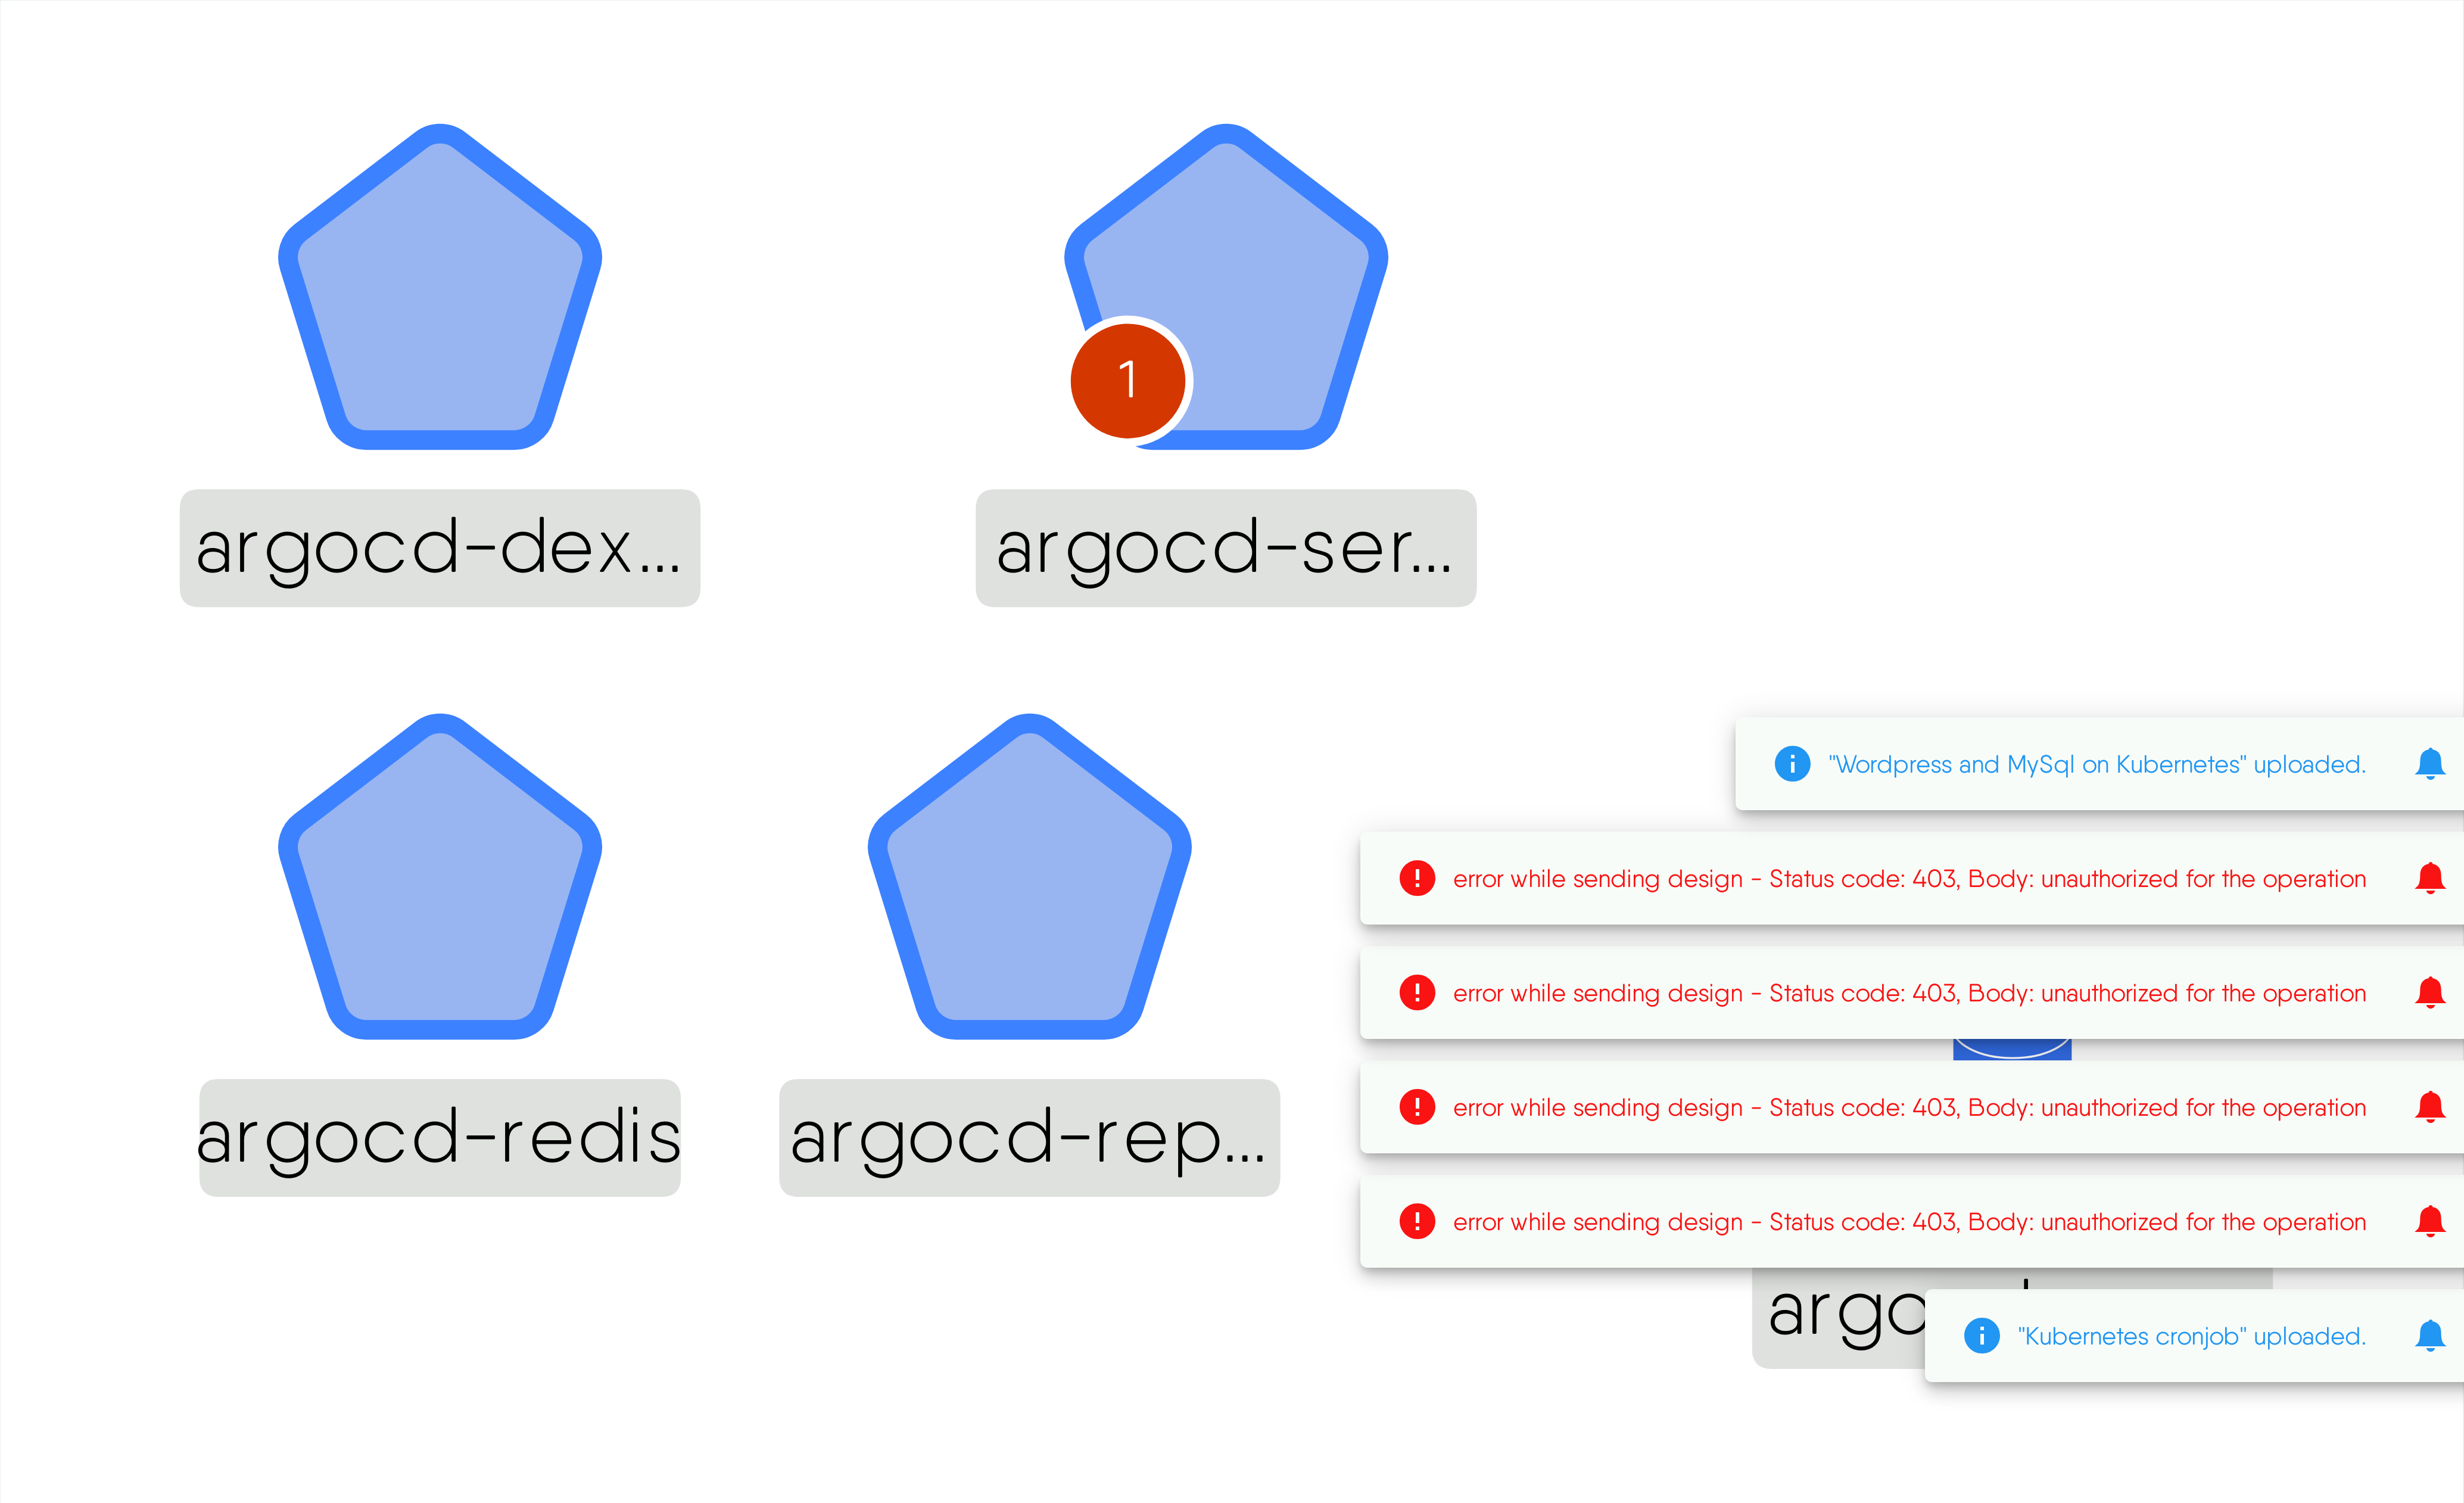 1
argocd-dex...
argocd-ser...
"Wordpress and MySql on Kubernetes" uploaded.
error while sending design - Status code: 403, Body: unauthorized for the operation
error while sending design - Status code: 403, Body: unauthorized for the operation
argocd-redis
argocd-rep...
error while sending design - Status code: 403, Body: unauthorized for the operation
error while sending design - Status code: 403, Body: unauthorized for the operation
"Kubernetes cronjob" uploaded.